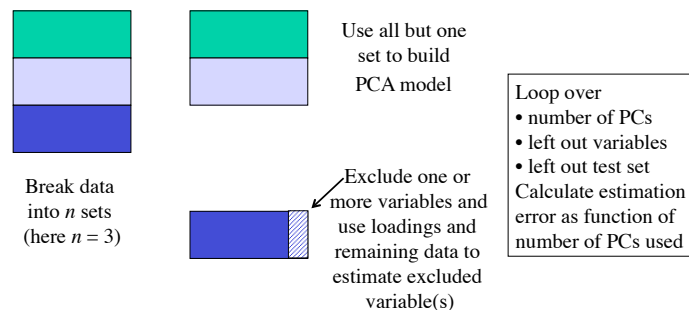 Use all but one
set to build
PCA model
Break data
into n sets
(here n = 3)
Exclude one or
more variables and
use loadings and
remaining data to
estimate excluded
variable(s)
Loop over
• number of PCs
• left out variables
• left out test set
Calculate estimation
error as function of
number of PCs used